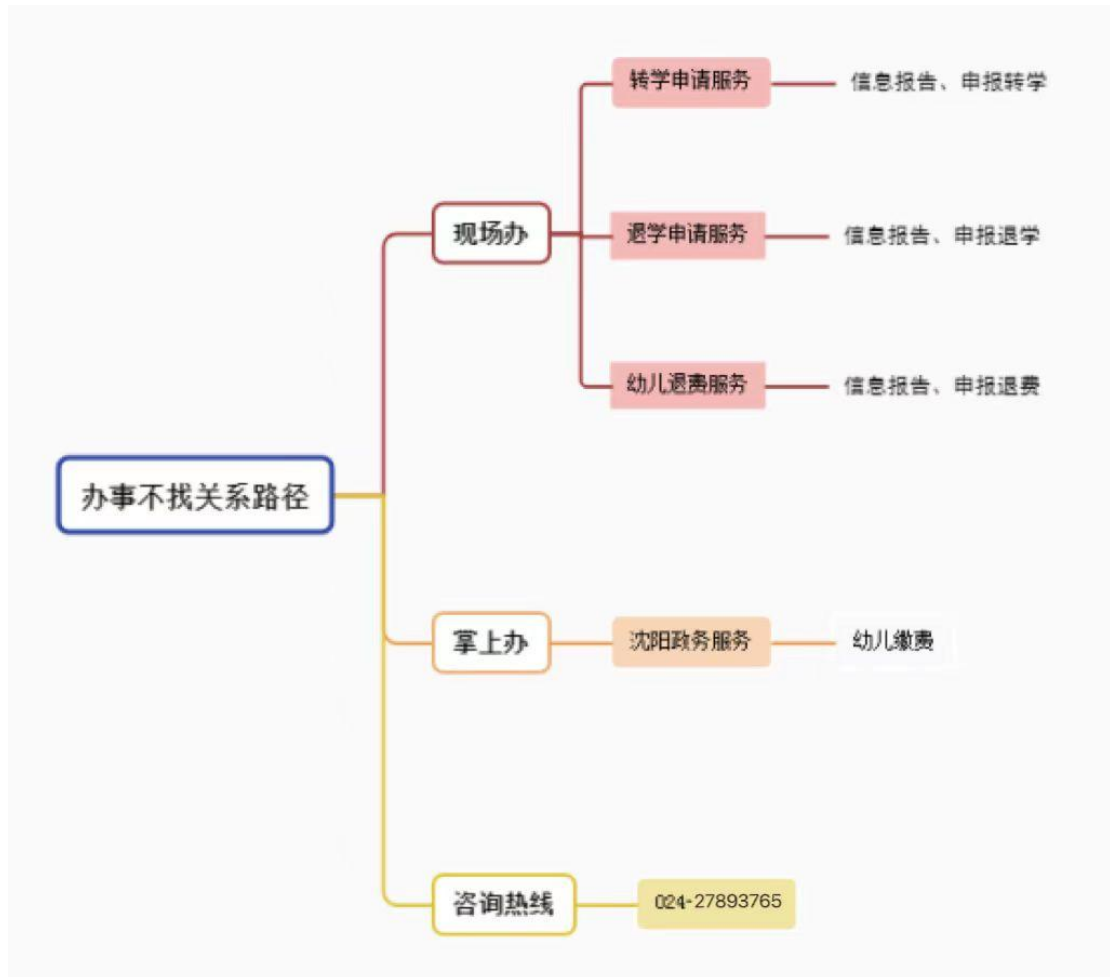 转学申请服务 信息报告、申报转学
现场办 退学申请服务 信息报告、申报退学
幼儿退费服务 信息报告、申报退费
办事不找关系路径
掌上办 沈阳政务服务 幼儿缴费
咨询热线 024-27893765